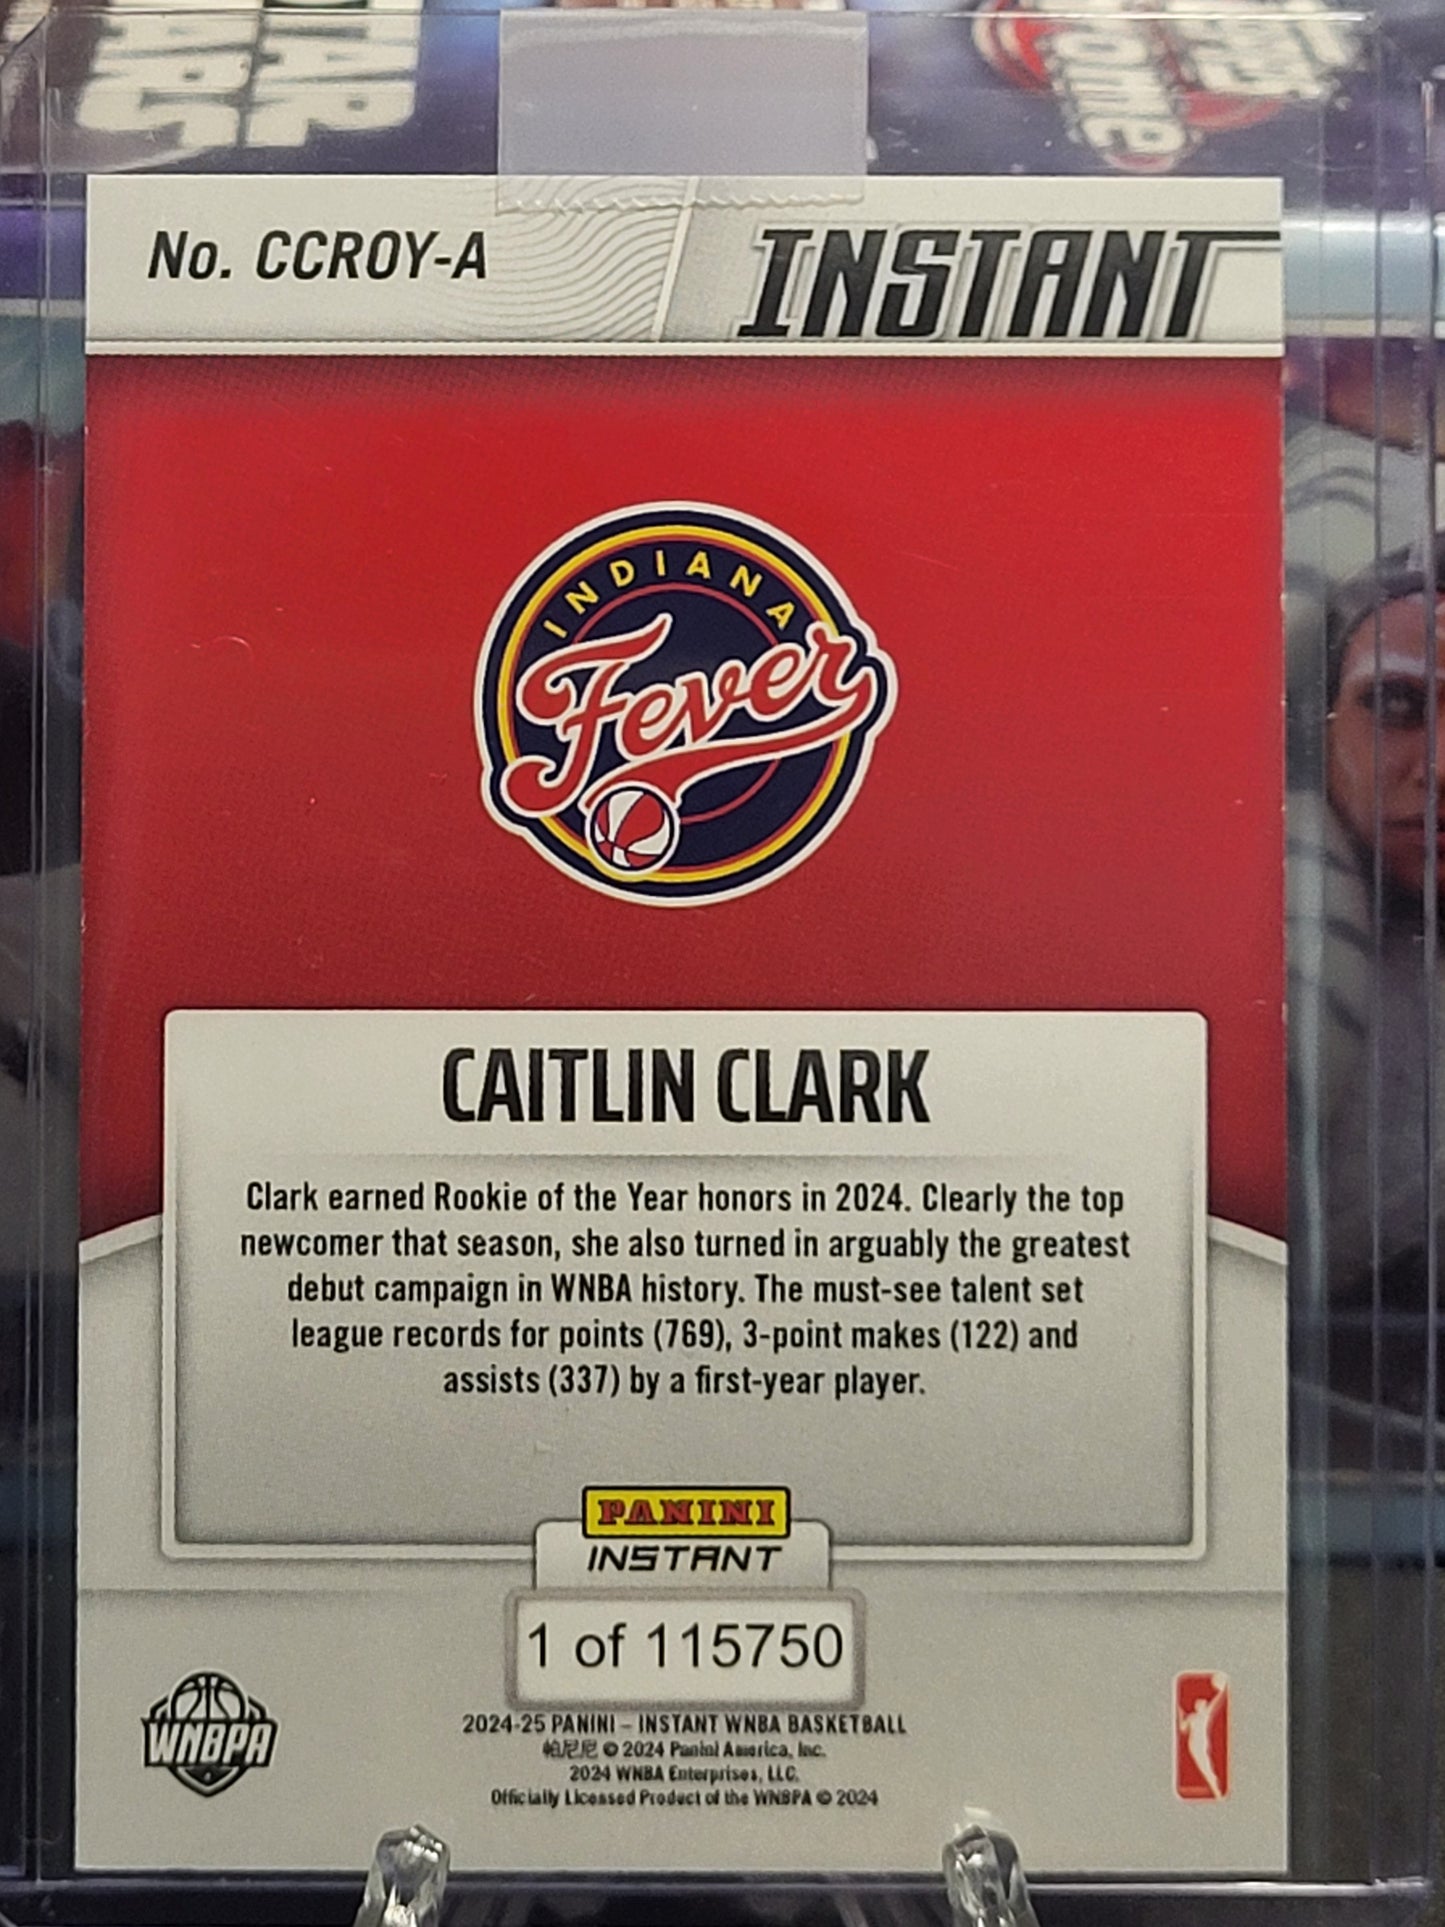 No. CCROY-A
INSTANT
INDIANA
Fever
CAITLIN CLARK
Clark earned Rookie of the Year honors in 2024. Clearly the top
newcomer that season, she also turned in arguably the greatest
debut campaign in WNBA history. The must-see talent set
league records for points (769), 3-point makes (122) and
assists (337) by a first-year player.
PANINI
INSTANT
1 of 115750
WNBPA
2024-25 PANINI – INSTANT WNBA BASKETBALL
帕尼尼 © 2024 Panini America, Inc.
2024 WNBA Enterprises, LLC.
Officially Licensed Product of the WNBPA © 2024